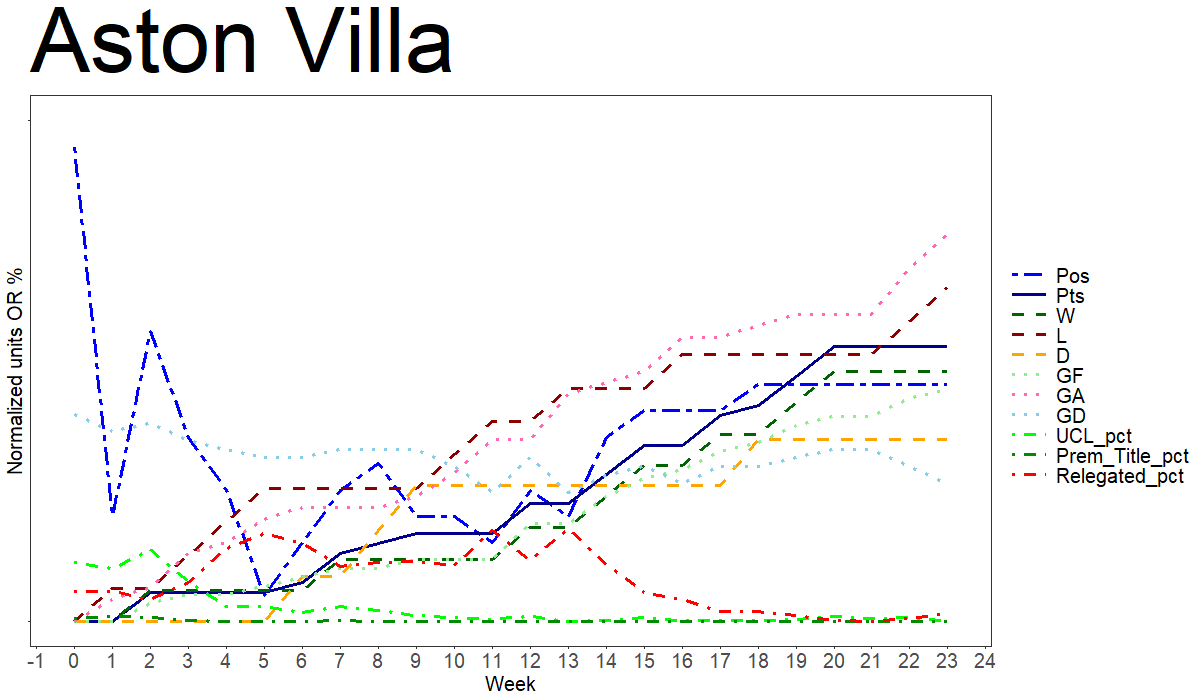 Aston Villa
Normalized units OR %
Pos
Pts
W
L
D
GF
GA
GD
UCL_pct
Prem_Title_pct
Relegated_pct
-1 0 1 2 3 4 5 6 7 8 9 10 11 12 13 14 15 16 17 18 19 20 21 22 23 24
Week